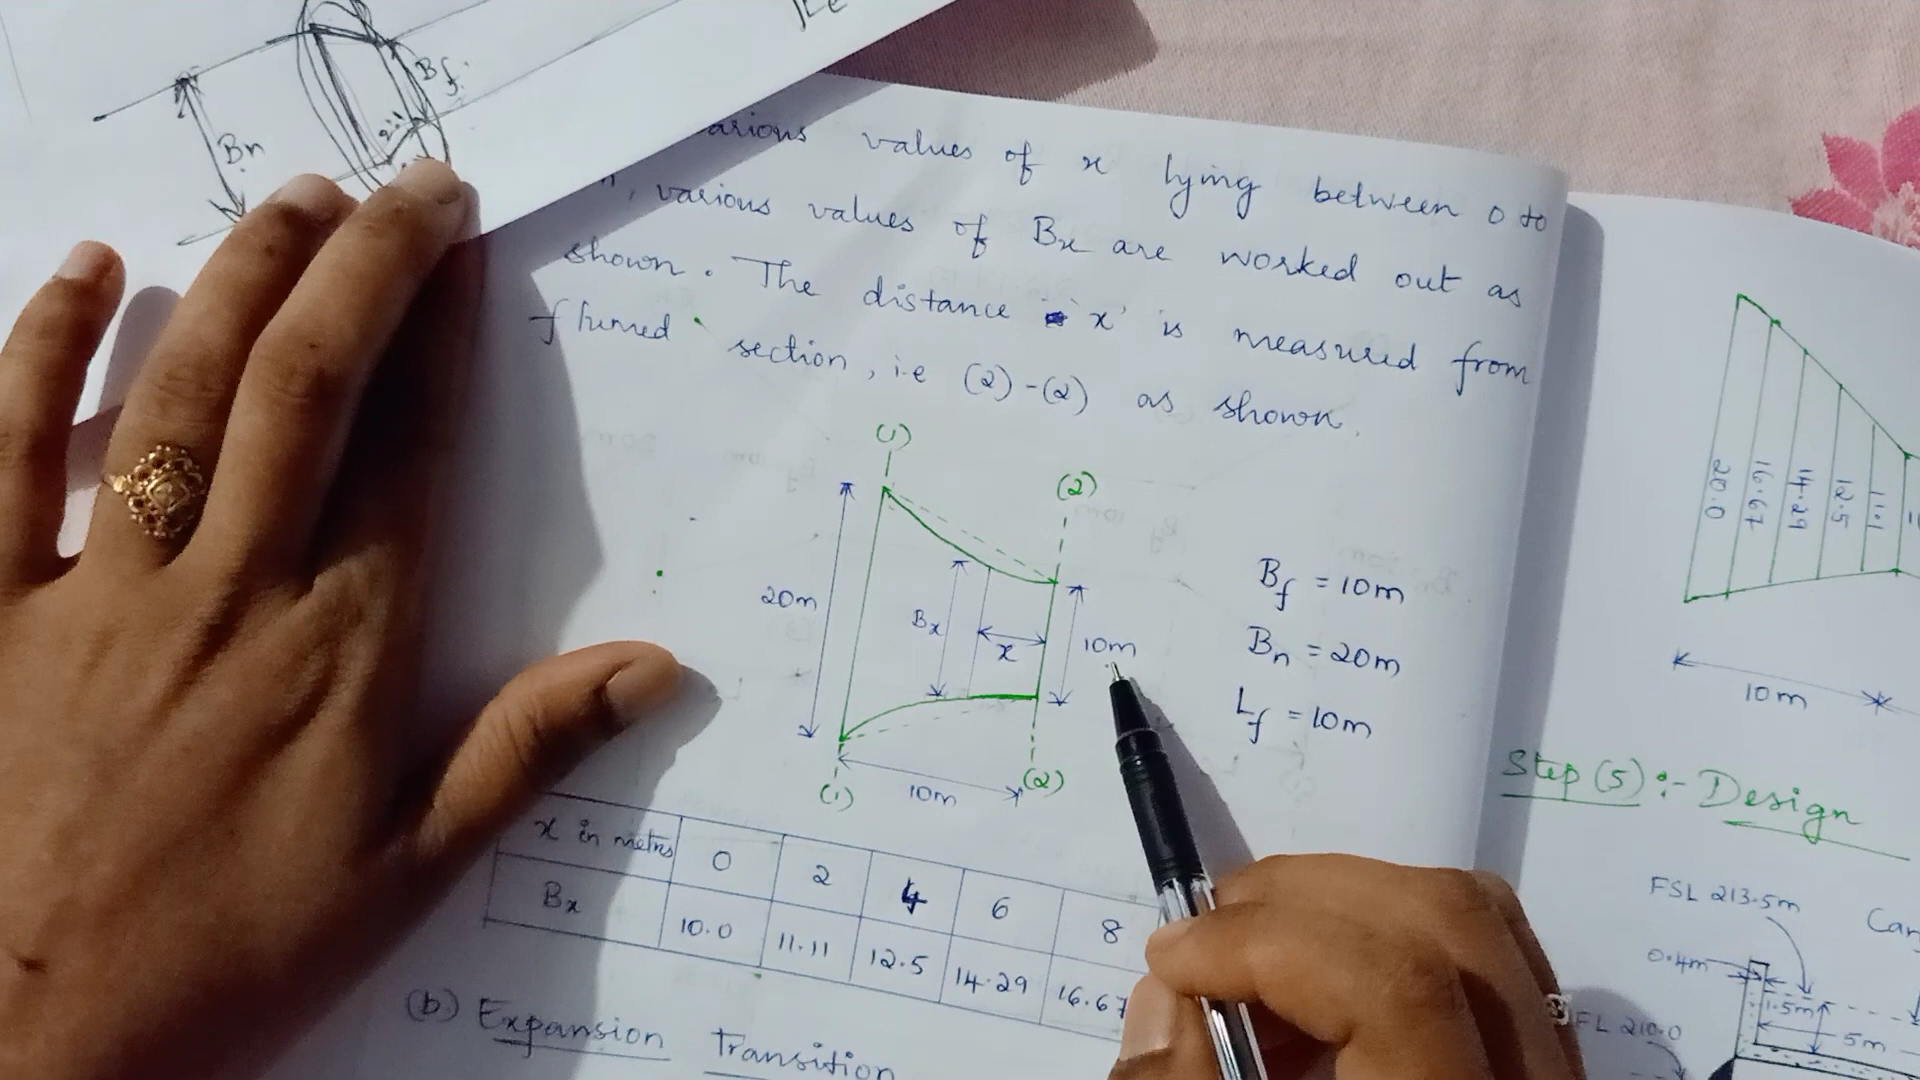 Bn
Bf
2:1
values of x lying between 0 to
, various values of Bx are worked out as
shown. The distance 'x' is measured from
flumed section, i.e (2)-(2) as shown.
(1)
(2)
20m
Bx
x
10m
10m
(1)
(2)
Bf = 10m
Bn = 20m
Lf = 10m
x in metres 0 2 4 6 8
Bx 10.0 11.11 12.5 14.29 16.67
(b) Expansion Transition
20.0
16.67
14.29
12.5
11.1
10m
Step (5):- Design
FSL 213.5m
0.4m
1.5m
FL 210.0
5m